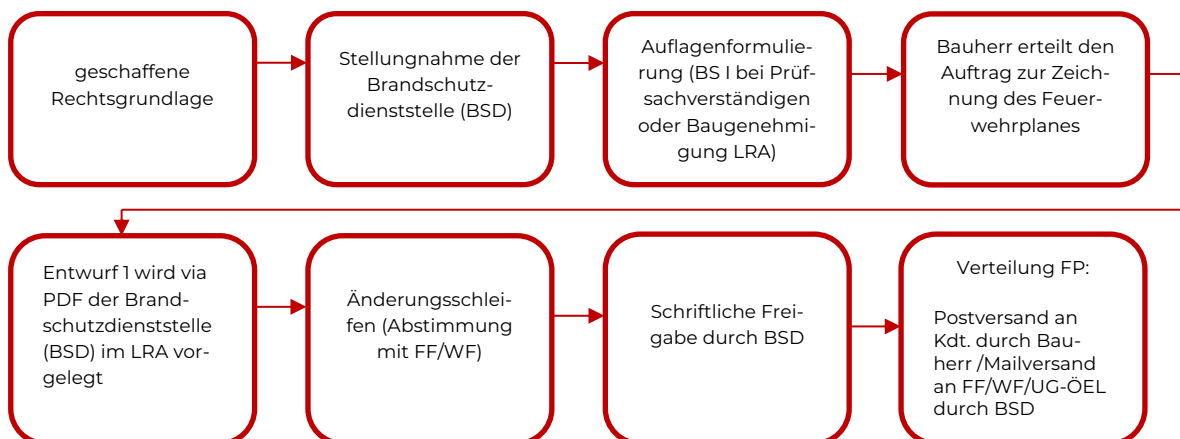 geschaffene
Rechtsgrundlage
Stellungnahme der
Brandschutz-
dienststelle (BSD)
Auflagenformulie-
rung (BS I bei Prüf-
sachverständigen
oder Baugenehmi-
gung LRA)
Bauherr erteilt den
Auftrag zur Zeich-
nung des Feuer-
wehrplanes
Entwurf 1 wird via
PDF der Brand-
schutzdienststelle
(BSD) im LRA vor-
gelegt
Änderungsschlei-
fen (Abstimmung
mit FF/WF)
Schriftliche Frei-
gabe durch BSD
Verteilung FP:
Postversand an
Kdt. durch Bau-
herr /Mailversand
an FF/WF/UG-ÖEL
durch BSD